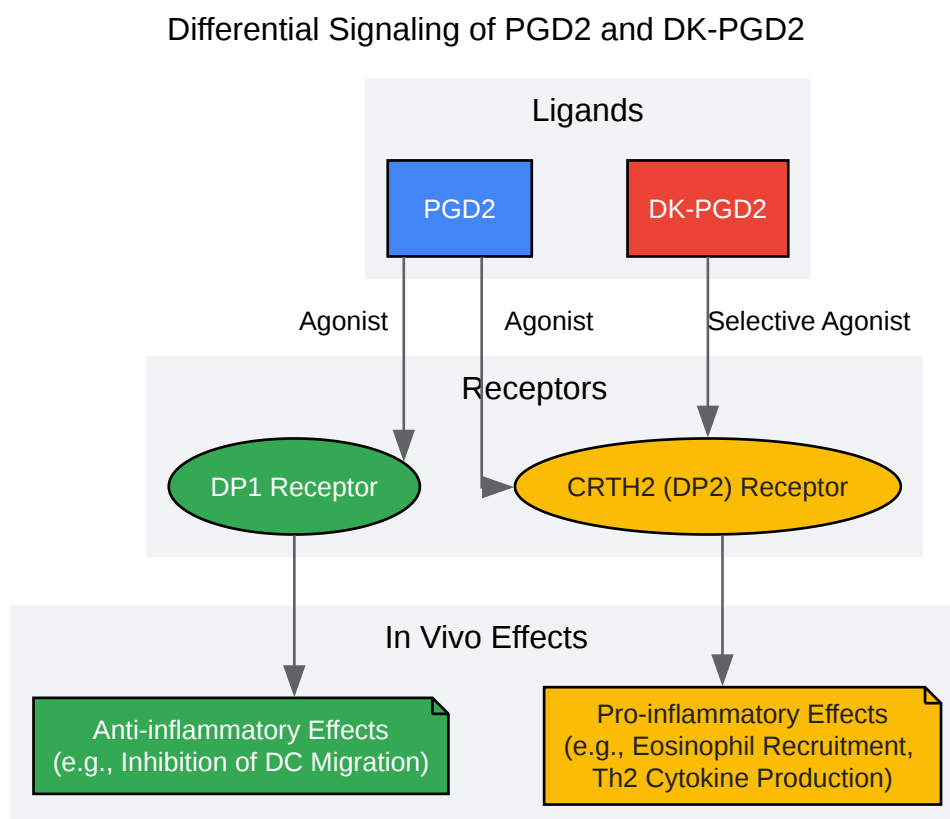 Differential Signaling of PGD2 and DK-PGD2
Ligands
PGD2
DK-PGD2
Agonist
Agonist
Selective Agonist
Receptors
DP1 Receptor
CRTH2 (DP2) Receptor
In Vivo Effects
Anti-inflammatory Effects
(e.g., Inhibition of DC Migration)
Pro-inflammatory Effects
(e.g., Eosinophil Recruitment,
Th2 Cytokine Production)